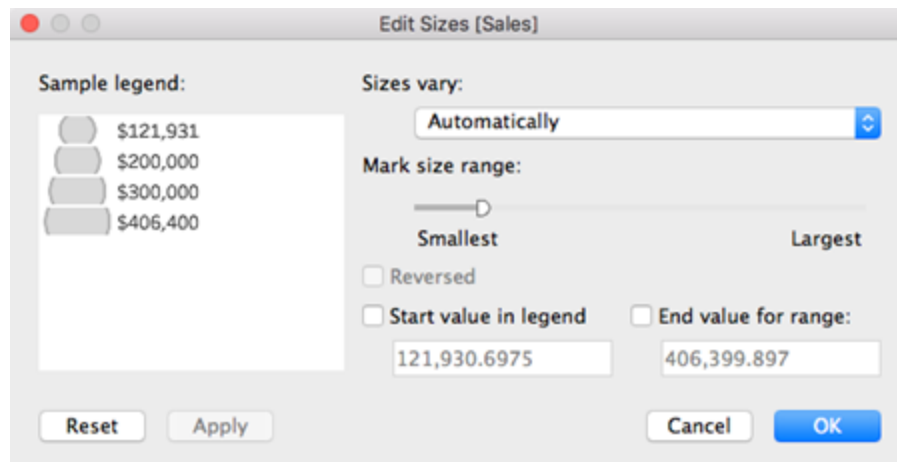 Edit Sizes [Sales]
Sample legend:
$121,931
$200,000
$300,000
$406,400
Sizes vary:
Automatically
Mark size range:
Smallest Largest
Reversed
Start value in legend End value for range:
121,930.6975 406,399.897
Reset Apply Cancel OK